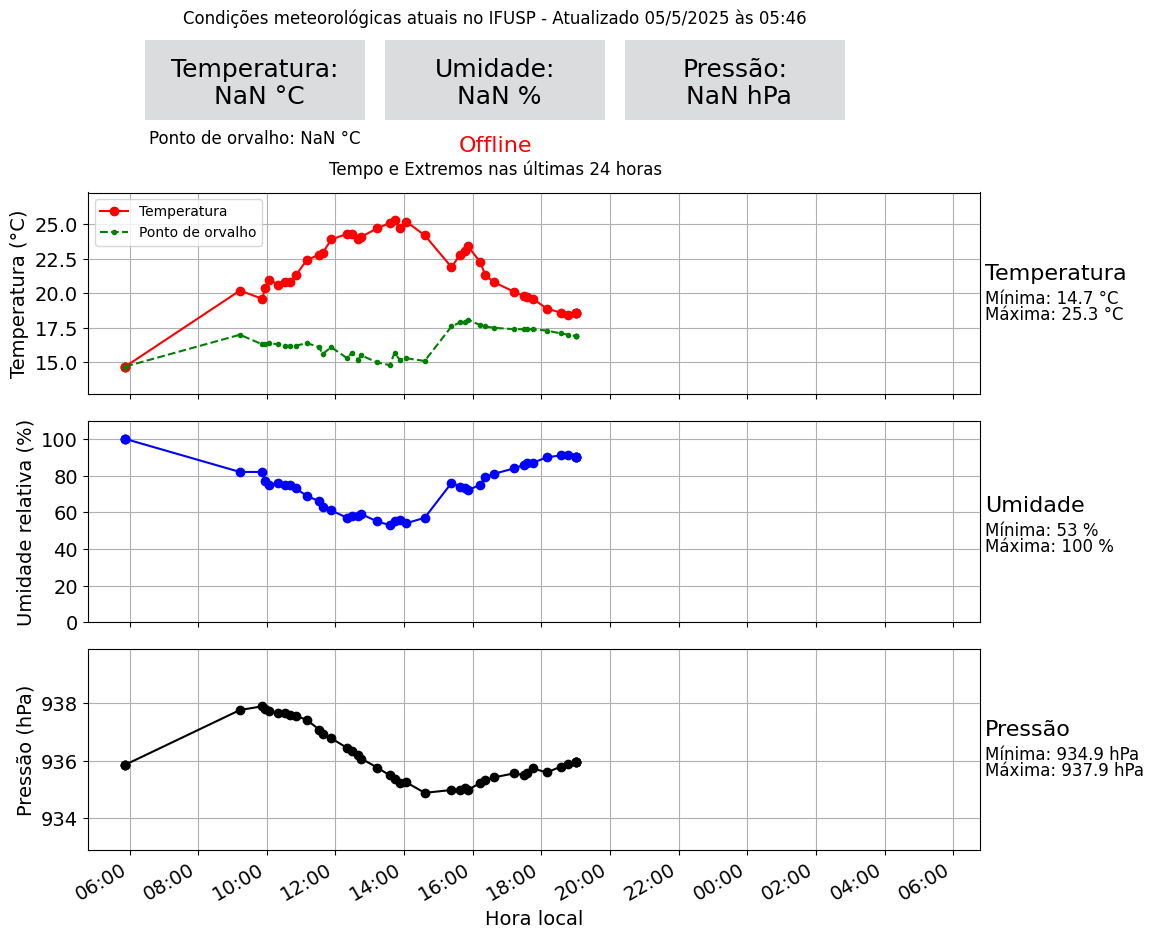 Condições meteorológicas atuais no IFUSP - Atualizado 05/5/2025 às 05:46
Temperatura:
NaN °C
Umidade:
NaN %
Pressão:
NaN hPa
Ponto de orvalho: NaN °C
Offline
Tempo e Extremos nas últimas 24 horas
Temperatura (°C)
25.0
22.5
20.0
17.5
15.0
Temperatura
Ponto de orvalho
Temperatura
Mínima: 14.7 °C
Máxima: 25.3 °C
Umidade relativa (%)
100
80
60
40
20
0
Umidade
Mínima: 53 %
Máxima: 100 %
Pressão (hPa)
938
936
934
Pressão
Mínima: 934.9 hPa
Máxima: 937.9 hPa
06:00 08:00 10:00 12:00 14:00 16:00 18:00 20:00 22:00 00:00 02:00 04:00 06:00
Hora local